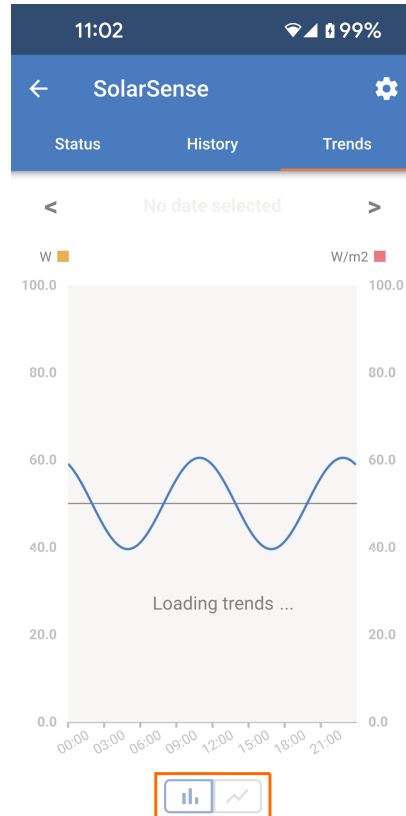 11:02 99%
SolarSense
Status History Trends
< No date selected >
W W/m2
100.0 100.0
80.0 80.0
60.0 60.0
40.0 40.0
Loading trends ...
20.0 20.0
0.0 0.0
00:00 03:00 06:00 09:00 12:00 15:00 18:00 21:00